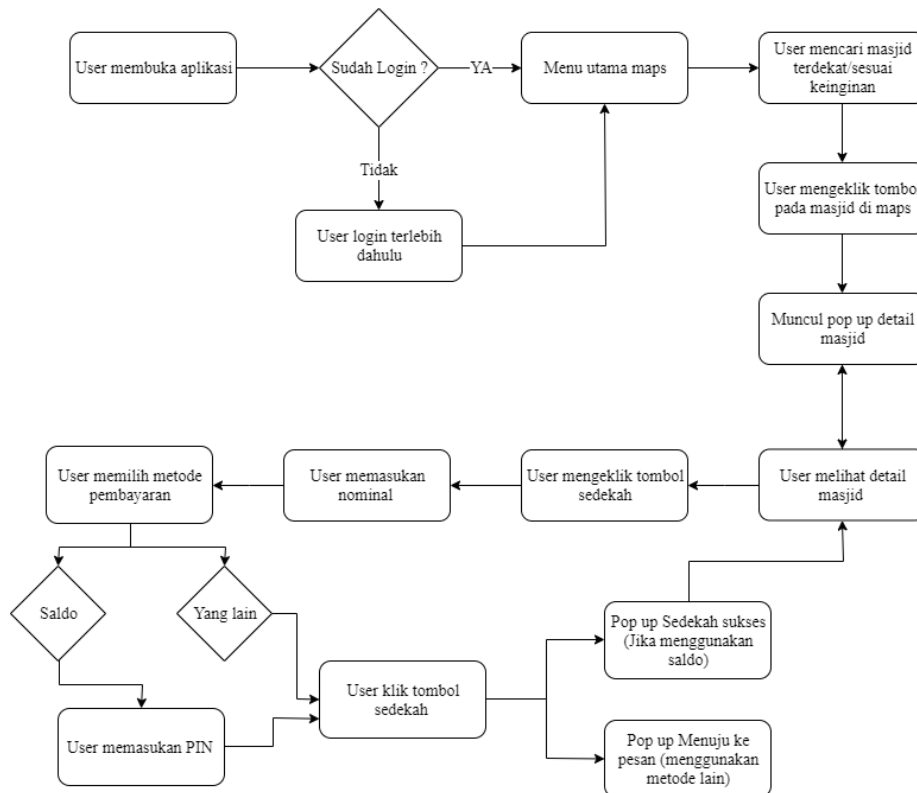 User membuka aplikasi
Sudah Login ?
YA
Menu utama maps
User mencari masjid
terdekat/sesuai
keinginan
Tidak
User login terlebih
dahulu
User mengeklik tombol
pada masjid di maps
Muncul pop up detail
masjid
User melihat detail
masjid
User mengeklik tombol
sedekah
User memasukan
nominal
User memilih metode
pembayaran
Saldo
Yang lain
User memasukan PIN
User klik tombol
sedekah
Pop up Sedekah sukses
(Jika menggunakan
saldo)
Pop up Menuju ke
pesan (menggunakan
metode lain)